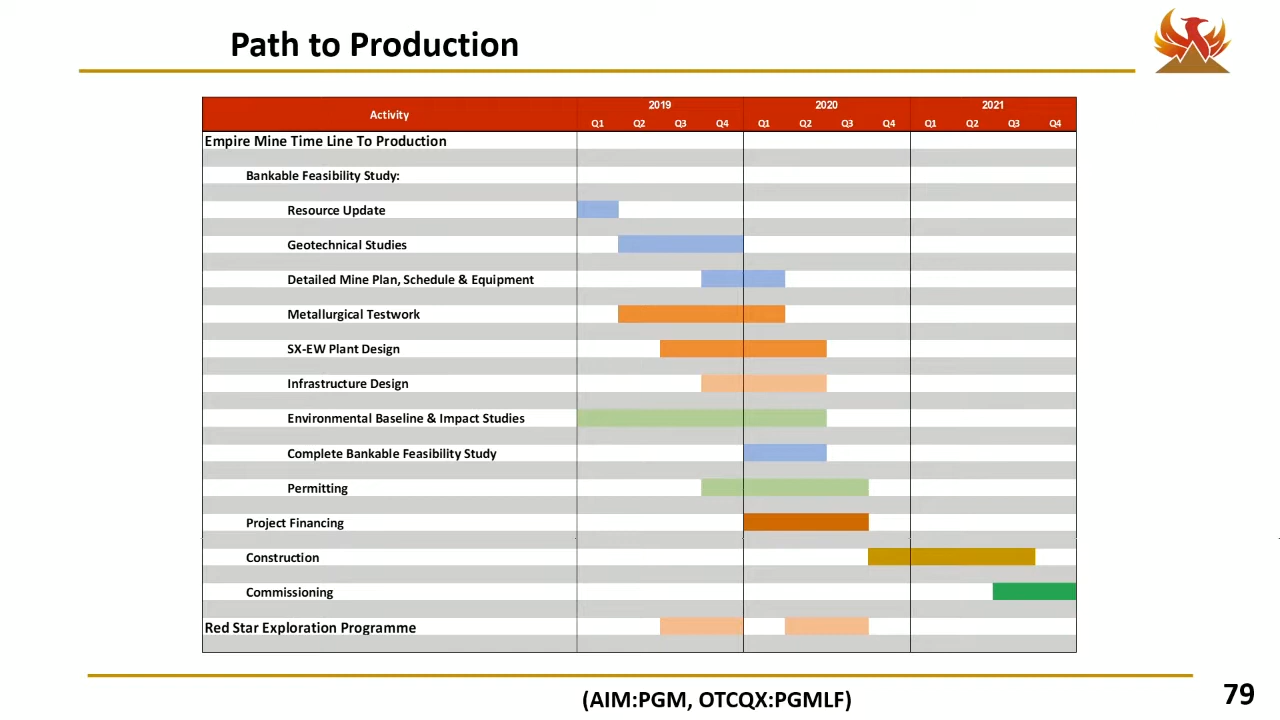 Path to Production
Activity
2019 2020 2021
Q1 Q2 Q3 Q4 Q1 Q2 Q3 Q4 Q1 Q2 Q3 Q4
Empire Mine Time Line To Production
Bankable Feasibility Study:
Resource Update
Geotechnical Studies
Detailed Mine Plan, Schedule & Equipment
Metallurgical Testwork
SX-EW Plant Design
Infrastructure Design
Environmental Baseline & Impact Studies
Complete Bankable Feasibility Study
Permitting
Project Financing
Construction
Commissioning
Red Star Exploration Programme
(AIM:PGM, OTCQX:PGMLF)
79